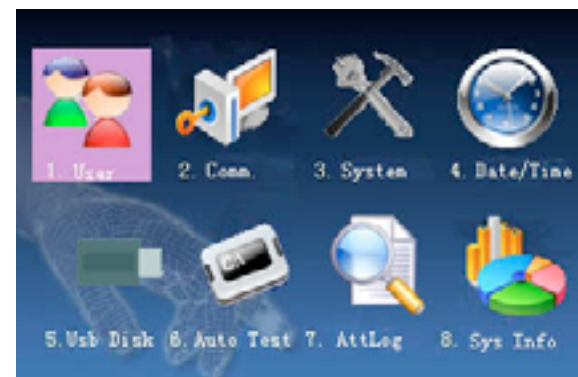 1. User 2. Comm. 3. System 4. Date/Time
5.Usb Disk 6.Auto Test 7. AttLog 8. Sys Info